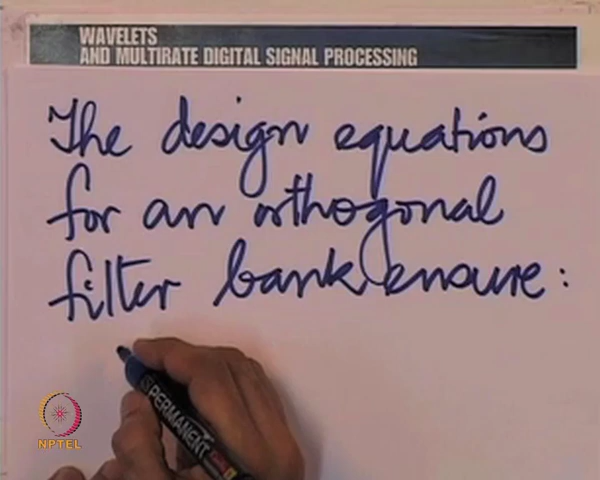 WAVELETS
AND MULTIRATE DIGITAL SIGNAL PROCESSING
The design equations
for an orthogonal
filter bank ensure:
PERMANENT
NPTEL